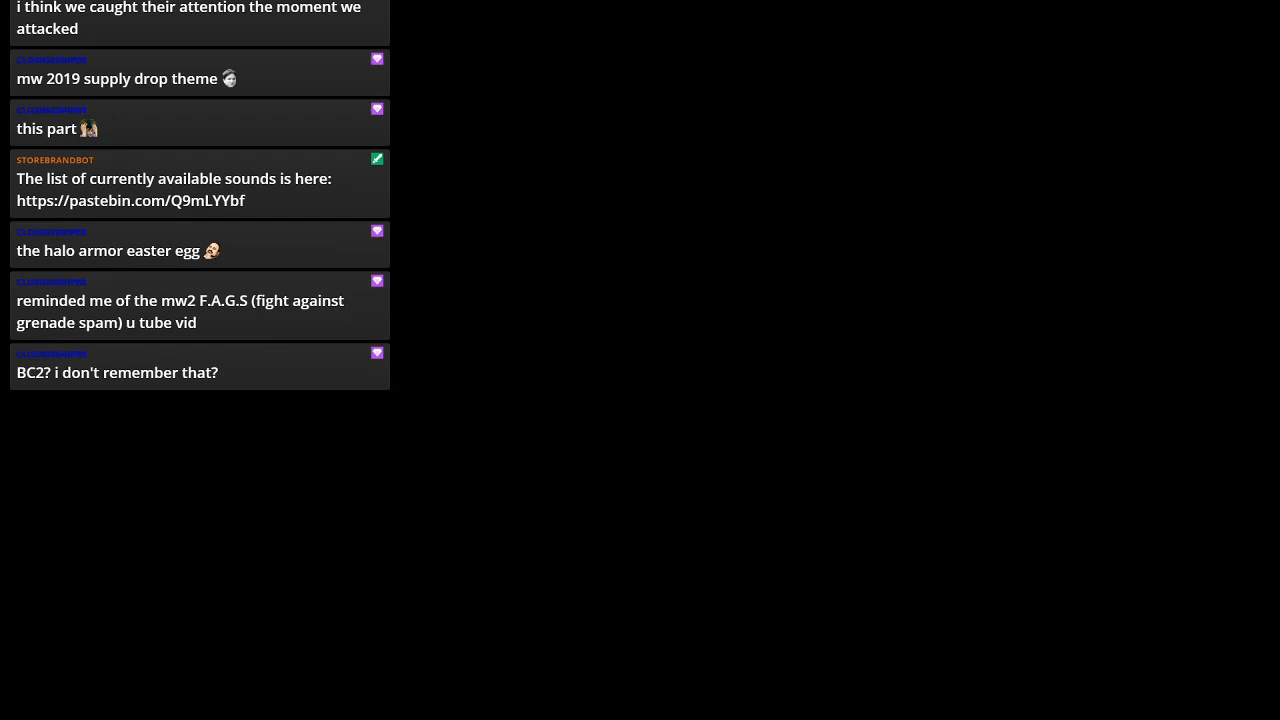 i think we caught their attention the moment we
attacked
mw 2019 supply drop theme
this part
STOREBRANDBOT
The list of currently available sounds is here:
https://pastebin.com/Q9mLYYbf
the halo armor easter egg
reminded me of the mw2 F.A.G.S (fight against
grenade spam) u tube vid
BC2? i don't remember that?